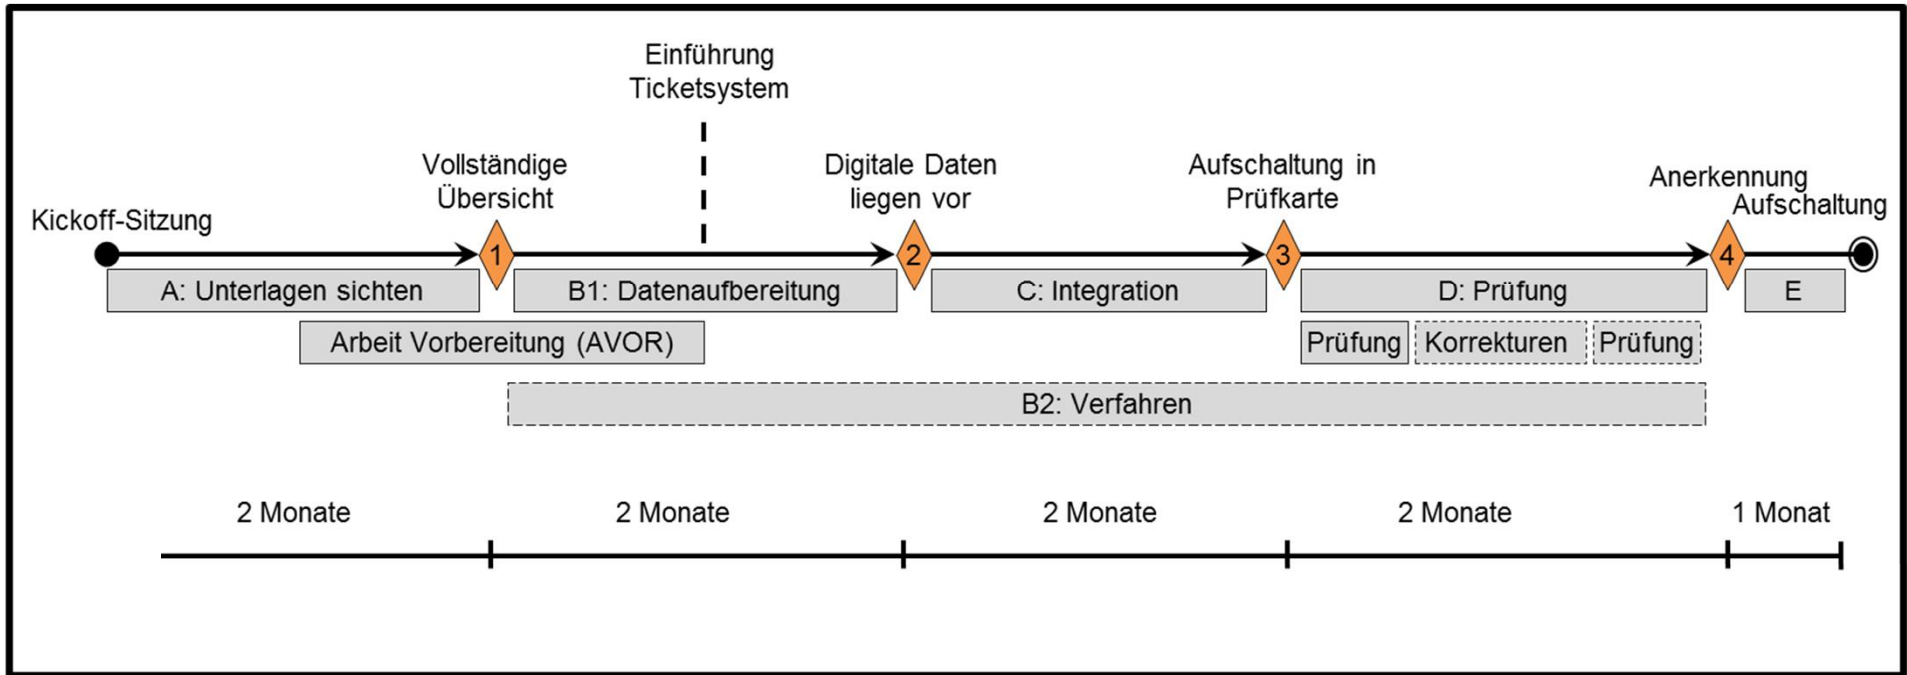 Einführung
Ticketsystem
Vollständige
Übersicht
Digitale Daten
liegen vor
Aufschaltung in
Prüfkarte
Anerkennung
Aufschaltung
Kickoff-Sitzung
1
2
3
4
A: Unterlagen sichten
B1: Datenaufbereitung
C: Integration
D: Prüfung
E
Arbeit Vorbereitung (AVOR)
Prüfung
Korrekturen
Prüfung
B2: Verfahren
2 Monate
2 Monate
2 Monate
2 Monate
1 Monat